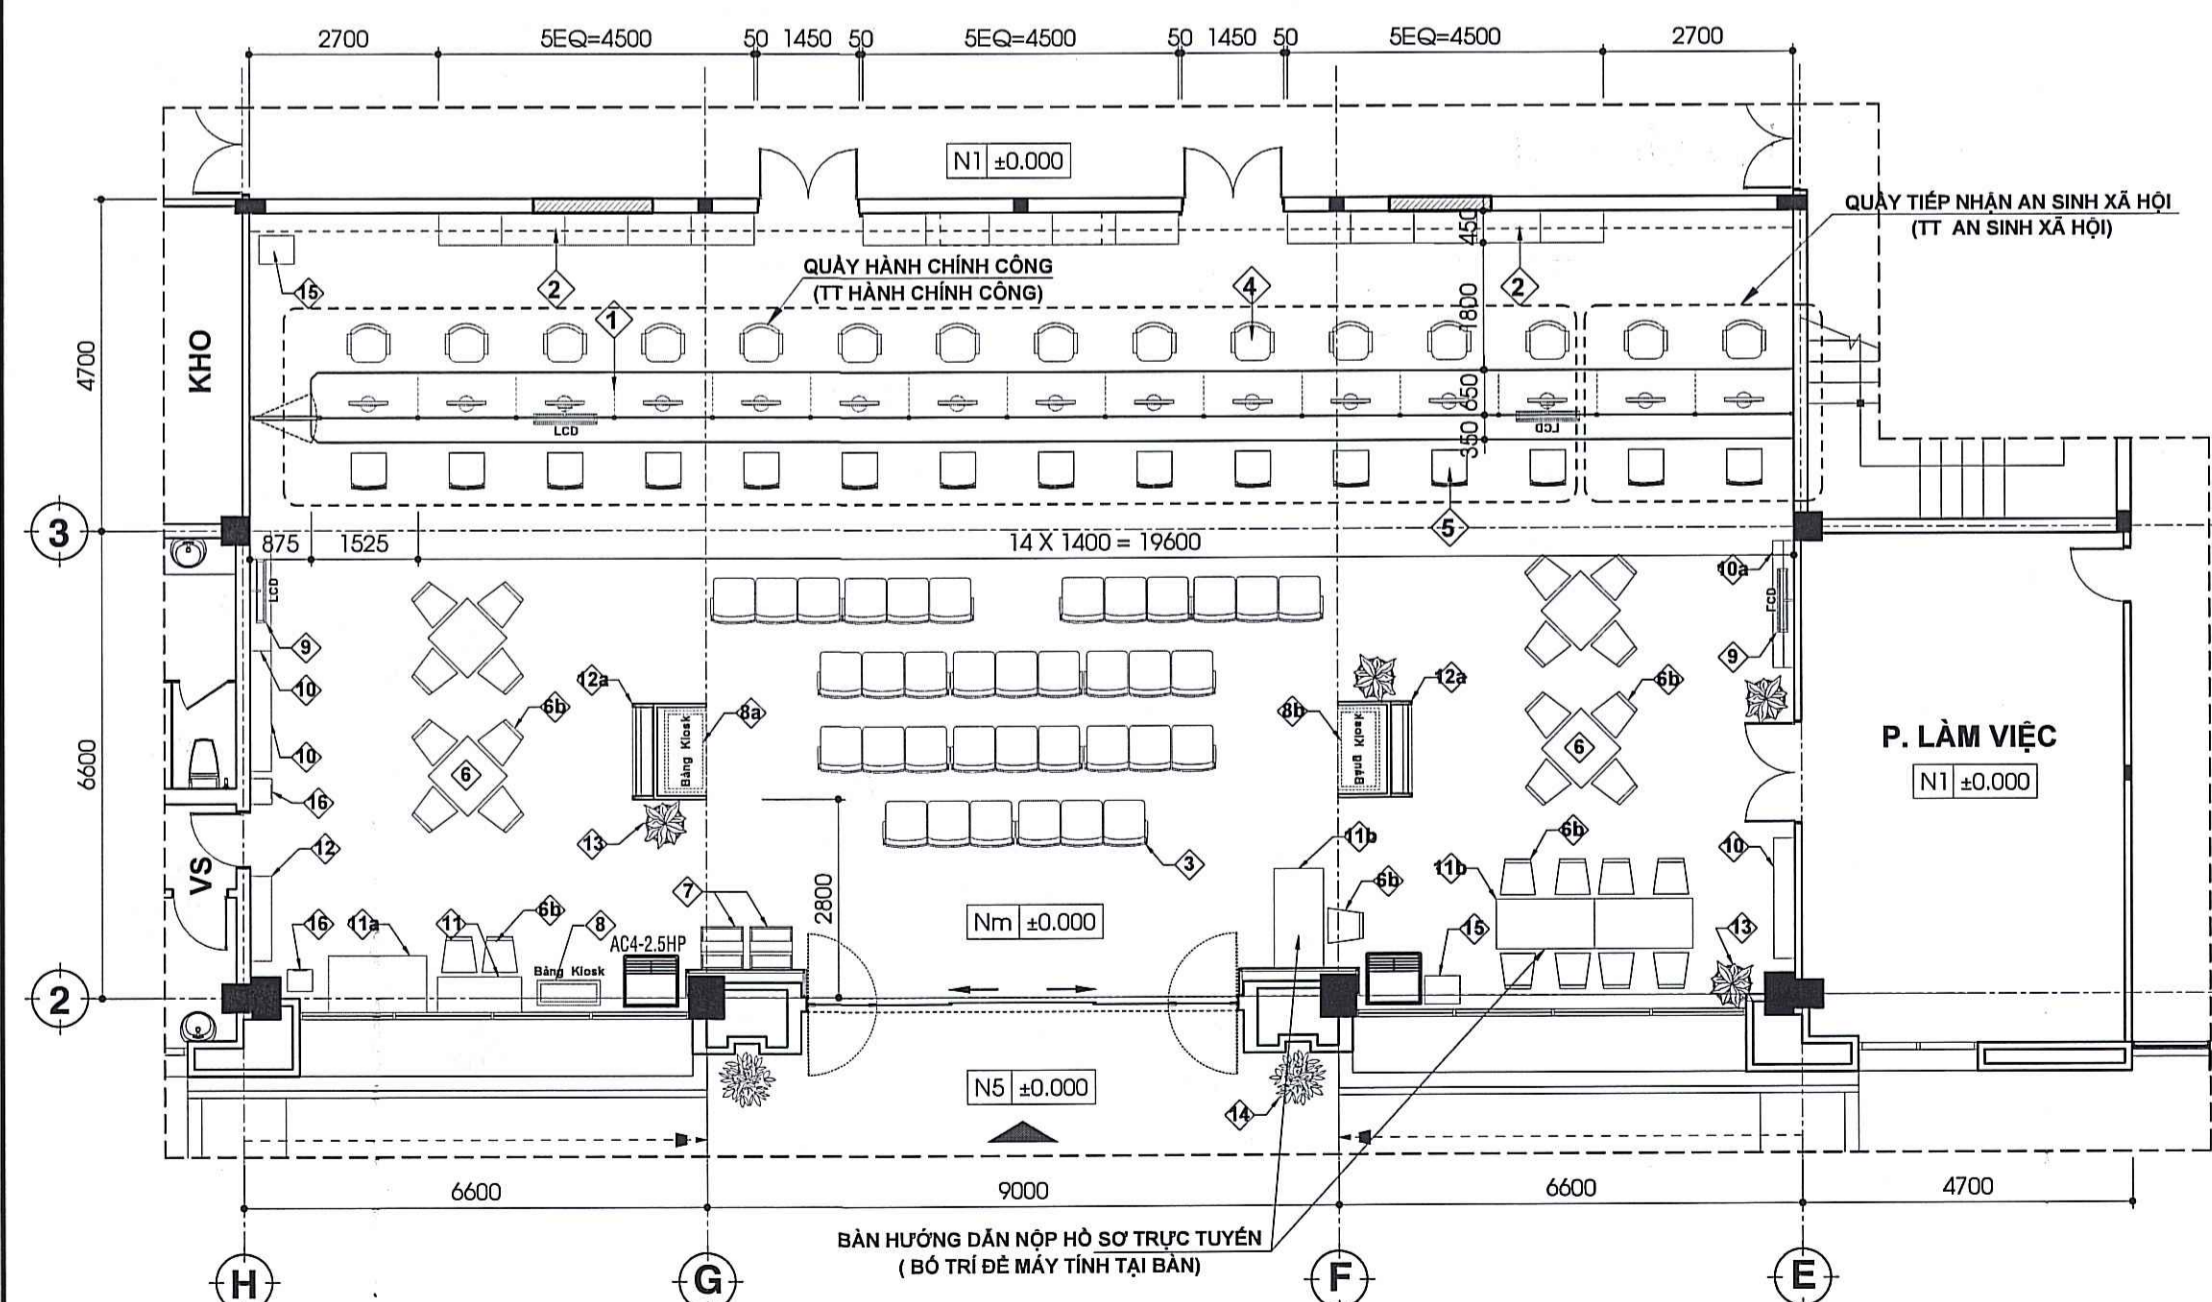 2700 5EQ=4500 50 1450 50 5EQ=4500 50 1450 50 5EQ=4500 2700
N1 ±0.000
QUẦY TIẾP NHẬN AN SINH XÃ HỘI
(TT AN SINH XÃ HỘI)
450
QUẦY HÀNH CHÍNH CÔNG
(TT HÀNH CHÍNH CÔNG)
15 2 4 2
1 1800
KHO
4700
650
LCD LCD
350
3 5
875 1525 14 X 1400 = 19600
LCD 10a LCD
9 9
10 12a 12a 6b
6b 8a 8b
Bảng Kiosk Bảng Kiosk
P. LÀM VIỆC
N1 ±0.000
6600
10 6 6
16
13 11b 6b
12 3 10
VS
7 6b 11b
2800
16 11a 11 6b 8 AC4-2.5HP Nm ±0.000 15 13
Bảng Kiosk
2
N5 ±0.000
14
6600 9000 6600 4700
BÀN HƯỚNG DẪN NỘP HỒ SƠ TRỰC TUYẾN
( BỐ TRÍ ĐỂ MÁY TÍNH TẠI BÀN)
H G F E